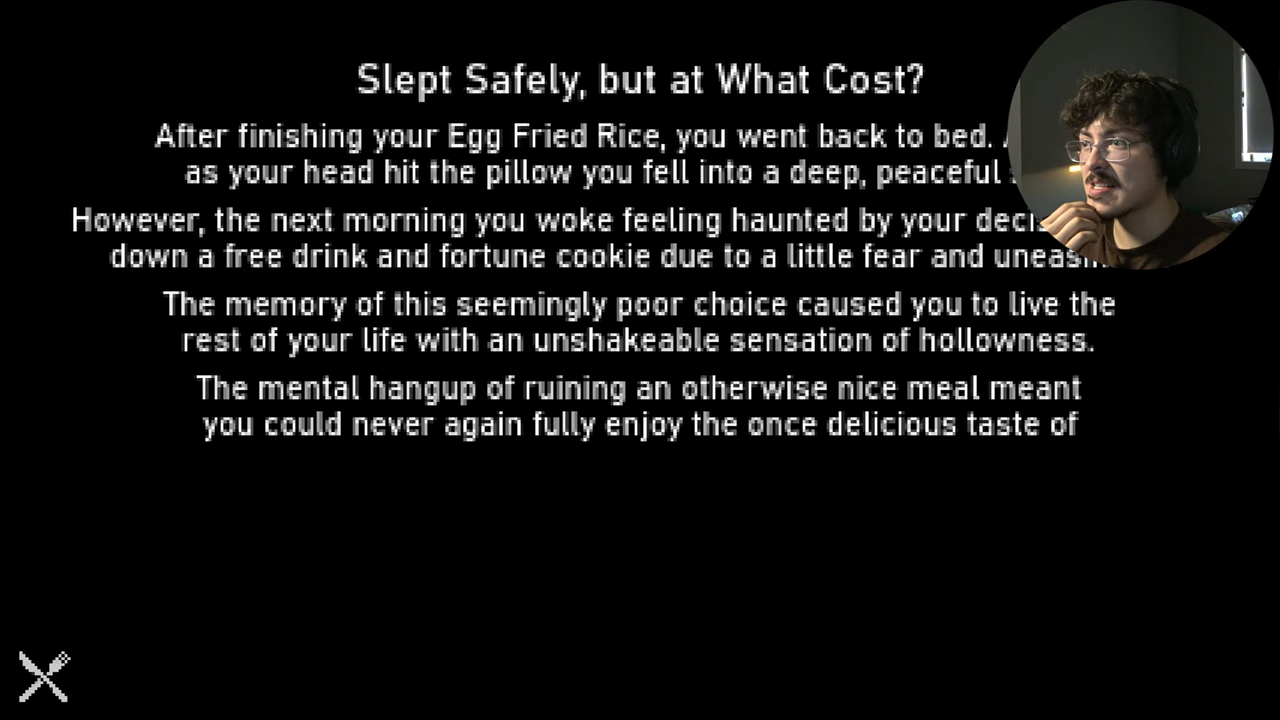 Slept Safely, but at What Cost?
After finishing your Egg Fried Rice, you went back to bed.
as your head hit the pillow you fell into a deep, peaceful
However, the next morning you woke feeling haunted by your
down a free drink and fortune cookie due to a little fear and
The memory of this seemingly poor choice caused you to live the
rest of your life with an unshakeable sensation of hollowness.
The mental hangup of ruining an otherwise nice meal meant
you could never again fully enjoy the once delicious taste of